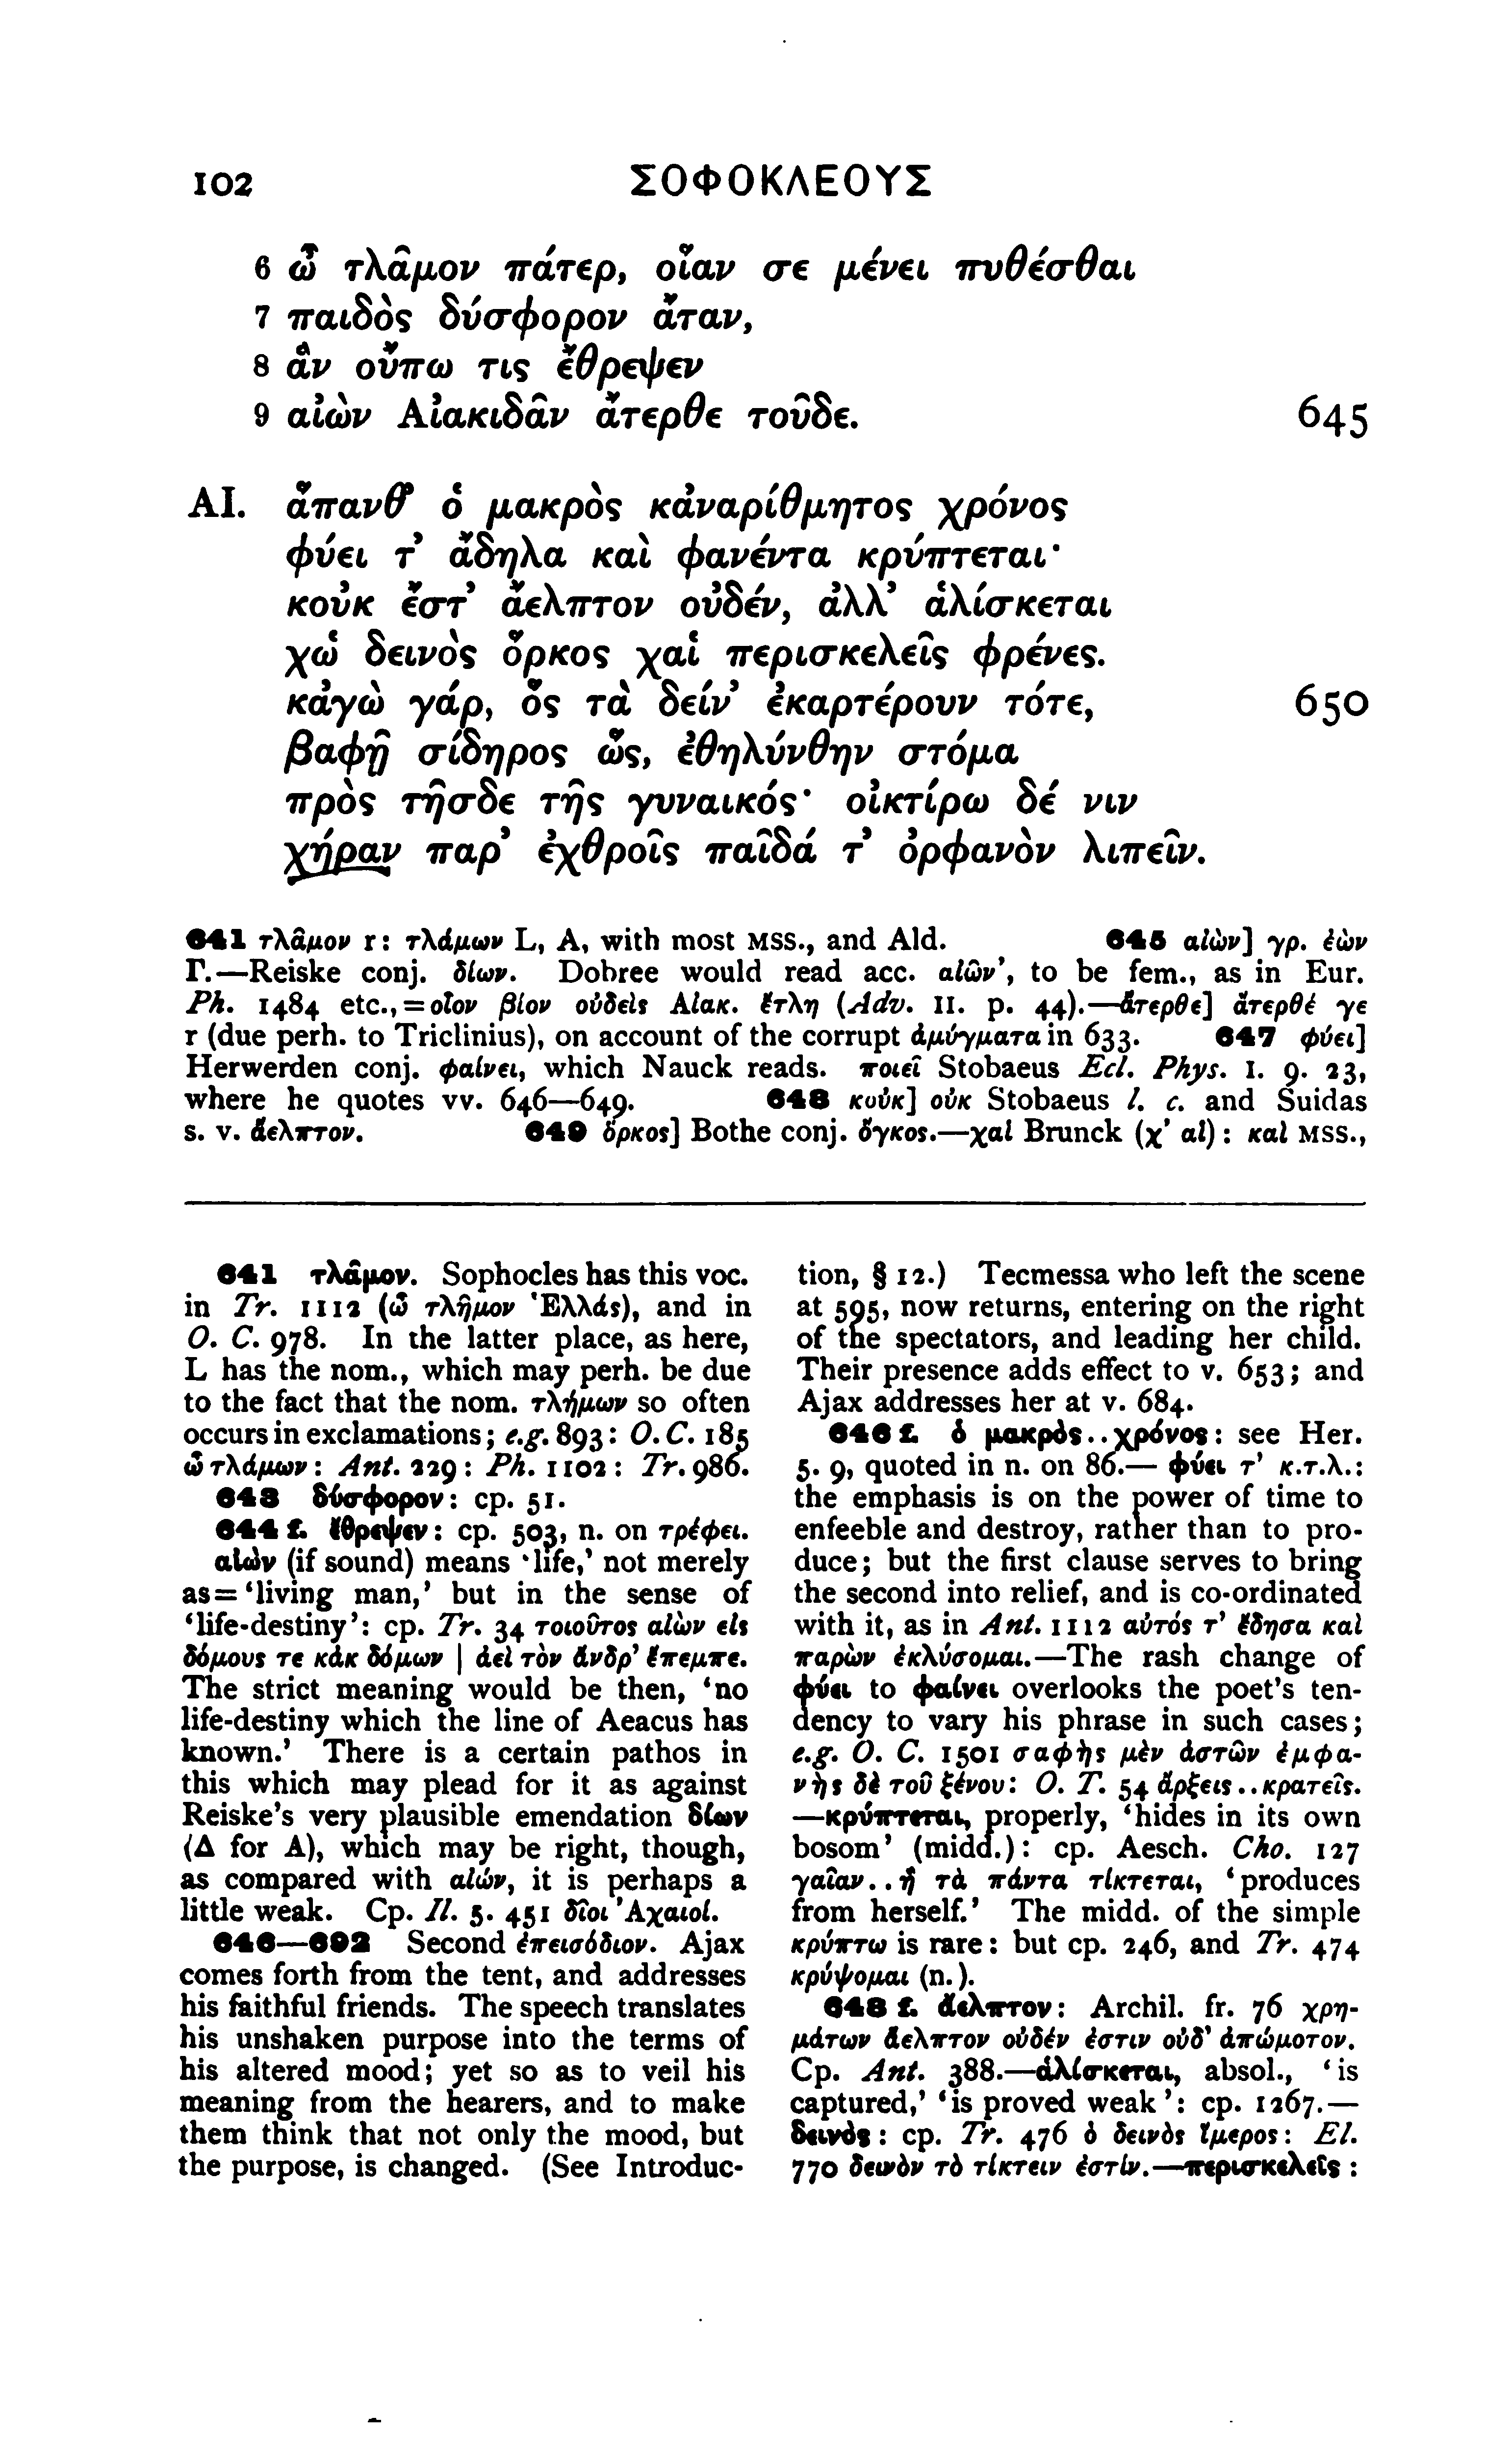 102 ΣΟΦΟΚΛΕΟΥΣ
6 ὦ τλᾶμον πάτερ, οἵαν σε μένει πυθέσθαι
7 παιδὸς δύσφορον ἄταν,
8 ἃν οὔπω τις ἔθρεψεν
9 αἰὼν Αἰακιδᾶν ἄτερθε τοῦδε. 645
ΑΙ. ἅπανθ᾽ ὁ μακρὸς κἀναρίθμητος χρόνος
φύει τ᾽ ἄδηλα καὶ φανέντα κρύπτεται·
κοὐκ ἔστ᾽ ἄελπτον οὐδέν, ἀλλ᾽ ἁλίσκεται
χὠ δεινὸς ὅρκος χαἰ περισκελεῖς φρένες.
κἀγὼ γάρ, ὃς τὰ δείν᾽ ἐκαρτέρουν τότε, 650
βαφῇ σίδηρος ὥς, ἐθηλύνθην στόμα
πρὸς τῆσδε τῆς γυναικός· οἰκτίρω δέ νιν
χήραν παρ᾽ ἐχθροῖς παῖδά τ᾽ ὀρφανὸν λιπεῖν.
641 τλᾶμον r: τλάμων L, A, with most MSS., and Ald. 645 αἰὼν] γρ. ἐὼν
Γ.—Reiske conj. δίων. Dobree would read acc. αἰῶν᾽, to be fem., as in Eur.
Ph. 1484 etc.,=οἷον βίον οὐδεὶς Αἰακ. ἔτλη (Adv. II. p. 44).—ἄτερθε] ἄτερθέ γε
r (due perh. to Triclinius), on account of the corrupt ἀμύγματα in 633. 647 φύει]
Herwerden conj. φαίνει, which Nauck reads. ποιεῖ Stobaeus Ecl. Phys. I. 9. 23,
where he quotes vv. 646—649. 648 κοὐκ] οὐκ Stobaeus l. c. and Suidas
s. v. ἄελπτον. 649 ὅρκος] Bothe conj. ὄγκος.—χαἰ Brunck (χ᾽ αἰ): καὶ MSS.,
641 τλᾶμον. Sophocles has this voc.
in Tr. 1112 (ὦ τλῆμον Ἑλλάς), and in
O. C. 978. In the latter place, as here,
L has the nom., which may perh. be due
to the fact that the nom. τλήμων so often
occurs in exclamations; e.g. 893: O. C. 185
ὦ τλάμων: Ant. 229: Ph. 1102: Tr. 986.
643 δύσφορον: cp. 51.
644 f. ἔθρεψεν: cp. 503, n. on τρέφει.
αἰὼν (if sound) means 'life,' not merely
as='living man,' but in the sense of
'life-destiny': cp. Tr. 34 τοιοῦτος αἰὼν εἰς
δόμους τε κἀκ δόμων | ἀεὶ τὸν ἄνδρ᾽ ἔπεμπε.
The strict meaning would be then, 'no
life-destiny which the line of Aeacus has
known.' There is a certain pathos in
this which may plead for it as against
Reiske's very plausible emendation δίων
(Δ for Α), which may be right, though,
as compared with αἰών, it is perhaps a
little weak. Cp. Il. 5. 451 δῖοι Ἀχαιοί.
646—692 Second ἐπεισόδιον. Ajax
comes forth from the tent, and addresses
his faithful friends. The speech translates
his unshaken purpose into the terms of
his altered mood; yet so as to veil his
meaning from the hearers, and to make
them think that not only the mood, but
the purpose, is changed. (See Introduc-
tion, § 12.) Tecmessa who left the scene
at 595, now returns, entering on the right
of the spectators, and leading her child.
Their presence adds effect to v. 653; and
Ajax addresses her at v. 684.
646 f. ὁ μακρὸς..χρόνος: see Her.
5. 9, quoted in n. on 86.— φύει τ᾽ κ.τ.λ.:
the emphasis is on the power of time to
enfeeble and destroy, rather than to pro-
duce; but the first clause serves to bring
the second into relief, and is co-ordinated
with it, as in Ant. 1112 αὐτός τ᾽ ἔδησα καὶ
παρὼν ἐκλύσομαι.—The rash change of
φύει to φαίνει overlooks the poet's ten-
dency to vary his phrase in such cases;
e.g. O. C. 1501 σαφὴς μὲν ἀστῶν ἐμφα-
νὴς δὲ τοῦ ξένου: O. T. 54 ἄρξεις..κρατεῖς.
—κρύπτεται, properly, 'hides in its own
bosom' (midd.): cp. Aesch. Cho. 127
γαῖαν..ἣ τὰ πάντα τίκτεται, 'produces
from herself.' The midd. of the simple
κρύπτω is rare: but cp. 246, and Tr. 474
κρύψομαι (n.).
648 f. ἄελπτον: Archil. fr. 76 χρη-
μάτων ἄελπτον οὐδέν ἐστιν οὐδ᾽ ἀπώμοτον.
Cp. Ant. 388.—ἁλίσκεται, absol., 'is
captured,' 'is proved weak': cp. 1267.—
δεινὸς: cp. Tr. 476 ὁ δεινὸς ἵμερος: El.
770 δεινὸν τὸ τίκτειν ἐστίν.—περισκελεῖς: